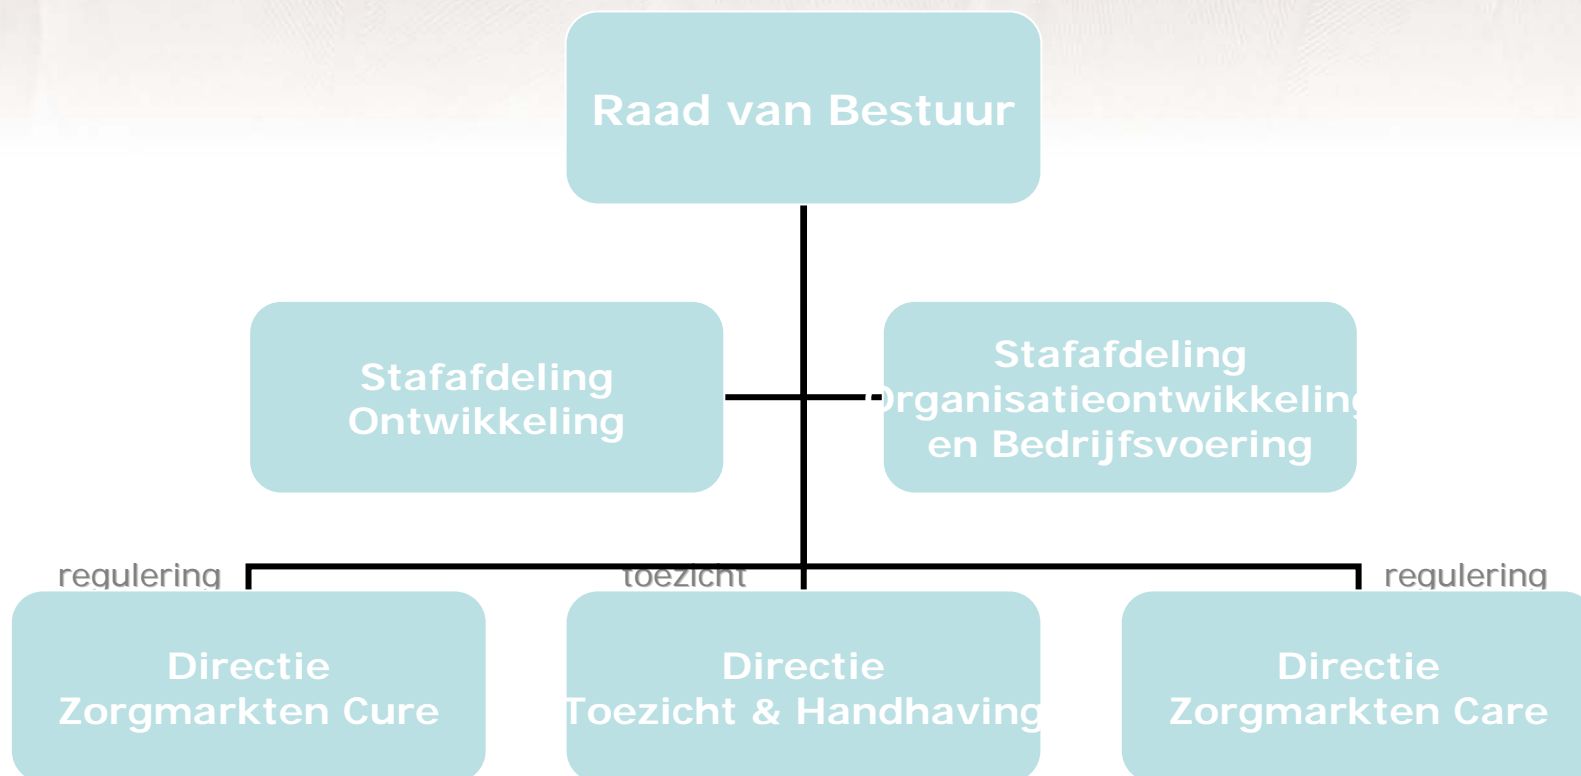 Raad van Bestuur
Stafafdeling
Ontwikkeling
Stafafdeling
Organisatieontwikkeling
en Bedrijfsvoering
regulering
toezicht
regulering
Directie
Zorgmarkten Cure
Directie
Toezicht & Handhaving
Directie
Zorgmarkten Care